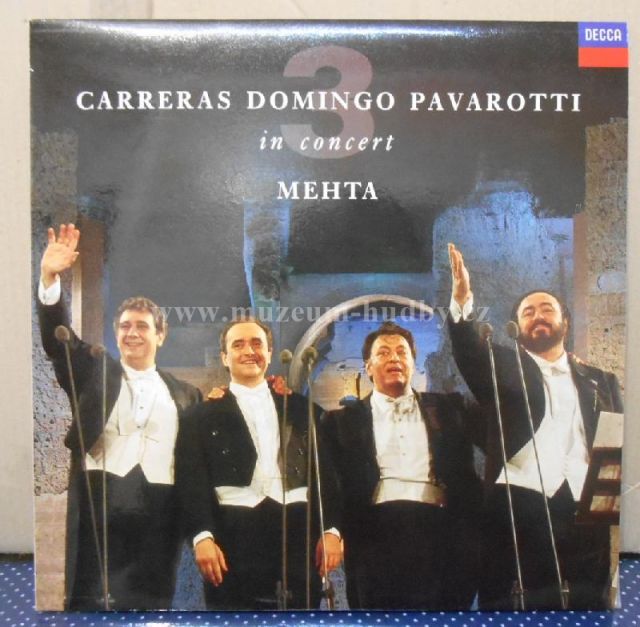 DECCA
3
CARRERAS DOMINGO PAVAROTTI
in concert
MEHTA
www.muzeum-hudby.cz